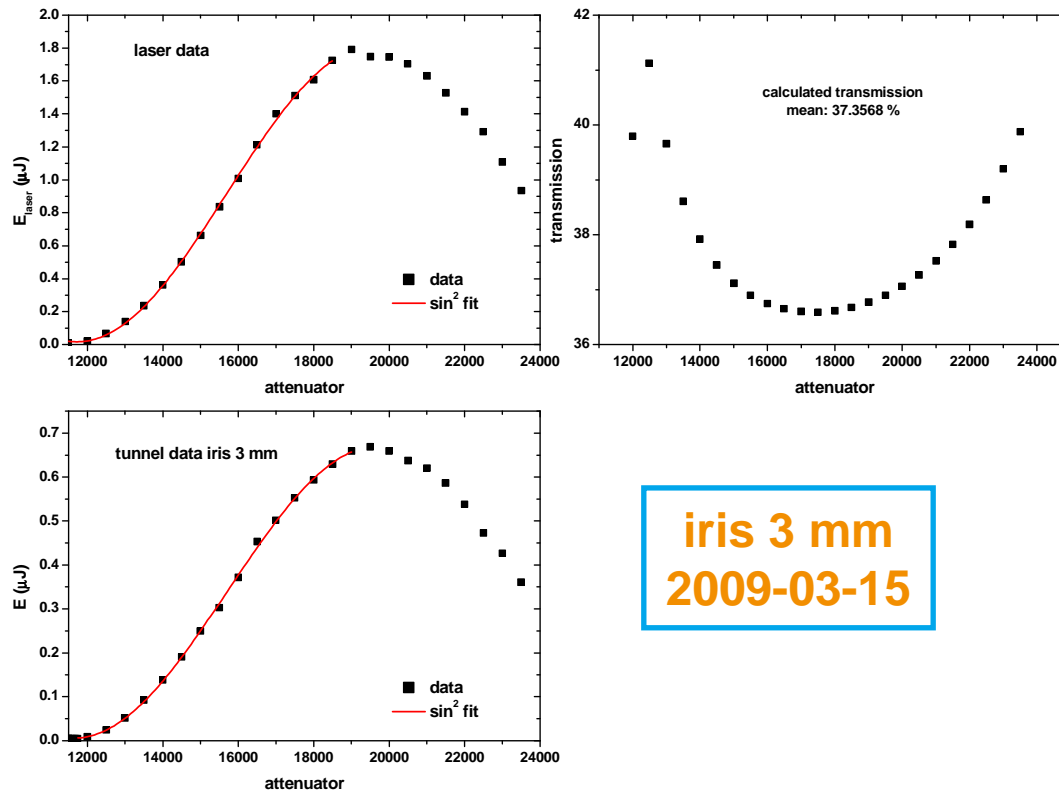 laser data
1.8
1.6
1.4
1.2
1.0
0.8
0.6
0.4
0.2
0.0
E_laser (μJ)
data
sin² fit
12000 14000 16000 18000 20000 22000 24000
attenuator
42
40
38
36
transmission
calculated transmission
mean: 37.3568 %
12000 14000 16000 18000 20000 22000 24000
attenuator
2.0
tunnel data iris 3 mm
0.7
0.6
0.5
0.4
0.3
0.2
0.1
0.0
E (μJ)
data
sin² fit
12000 14000 16000 18000 20000 22000 24000
attenuator
iris 3 mm
2009-03-15